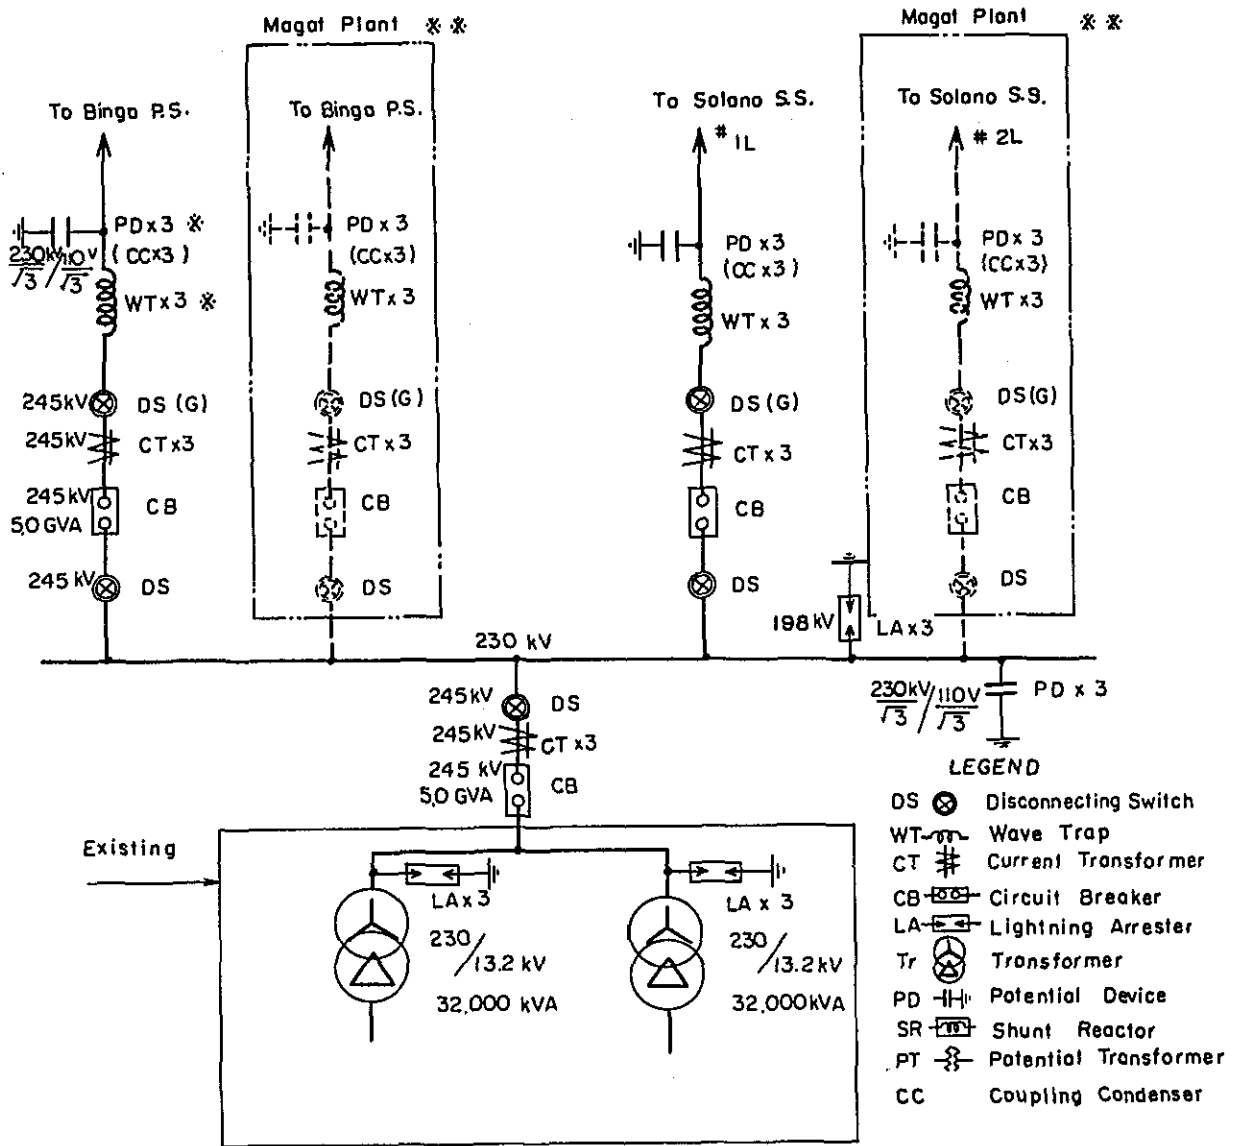 Magat Plant ※ ※
Magat Plant ※ ※
To Binga P.S.
To Binga P.S.
To Solano S.S.
# 1L
To Solano S.S.
# 2L
PD x 3 ※
(CC x 3)
230kV/√3 / 110V/√3
WT x 3 ※
PD x 3
(CC x 3)
WT x 3
PD x 3
(CC x 3)
WT x 3
PD x 3
(CC x 3)
WT x 3
245kV DS (G)
245kV CT x 3
245 kV CB
5.0 GVA
245 kV DS
DS (G)
CT x 3
CB
DS
DS (G)
CT x 3
CB
DS
DS (G)
CT x 3
CB
DS
198 kV LA x 3
230 kV
245kV DS
245kV CT x 3
245 kV CB
5.0 GVA
230kV/√3 / 110V/√3 PD x 3
Existing
LA x 3
230/13.2 kV
32,000 kVA
LA x 3
230/13.2 kV
32,000 kVA
LEGEND
DS Disconnecting Switch
WT Wave Trap
CT Current Transformer
CB Circuit Breaker
LA Lightning Arrester
Tr Transformer
PD Potential Device
SR Shunt Reactor
PT Potential Transformer
CC Coupling Condenser